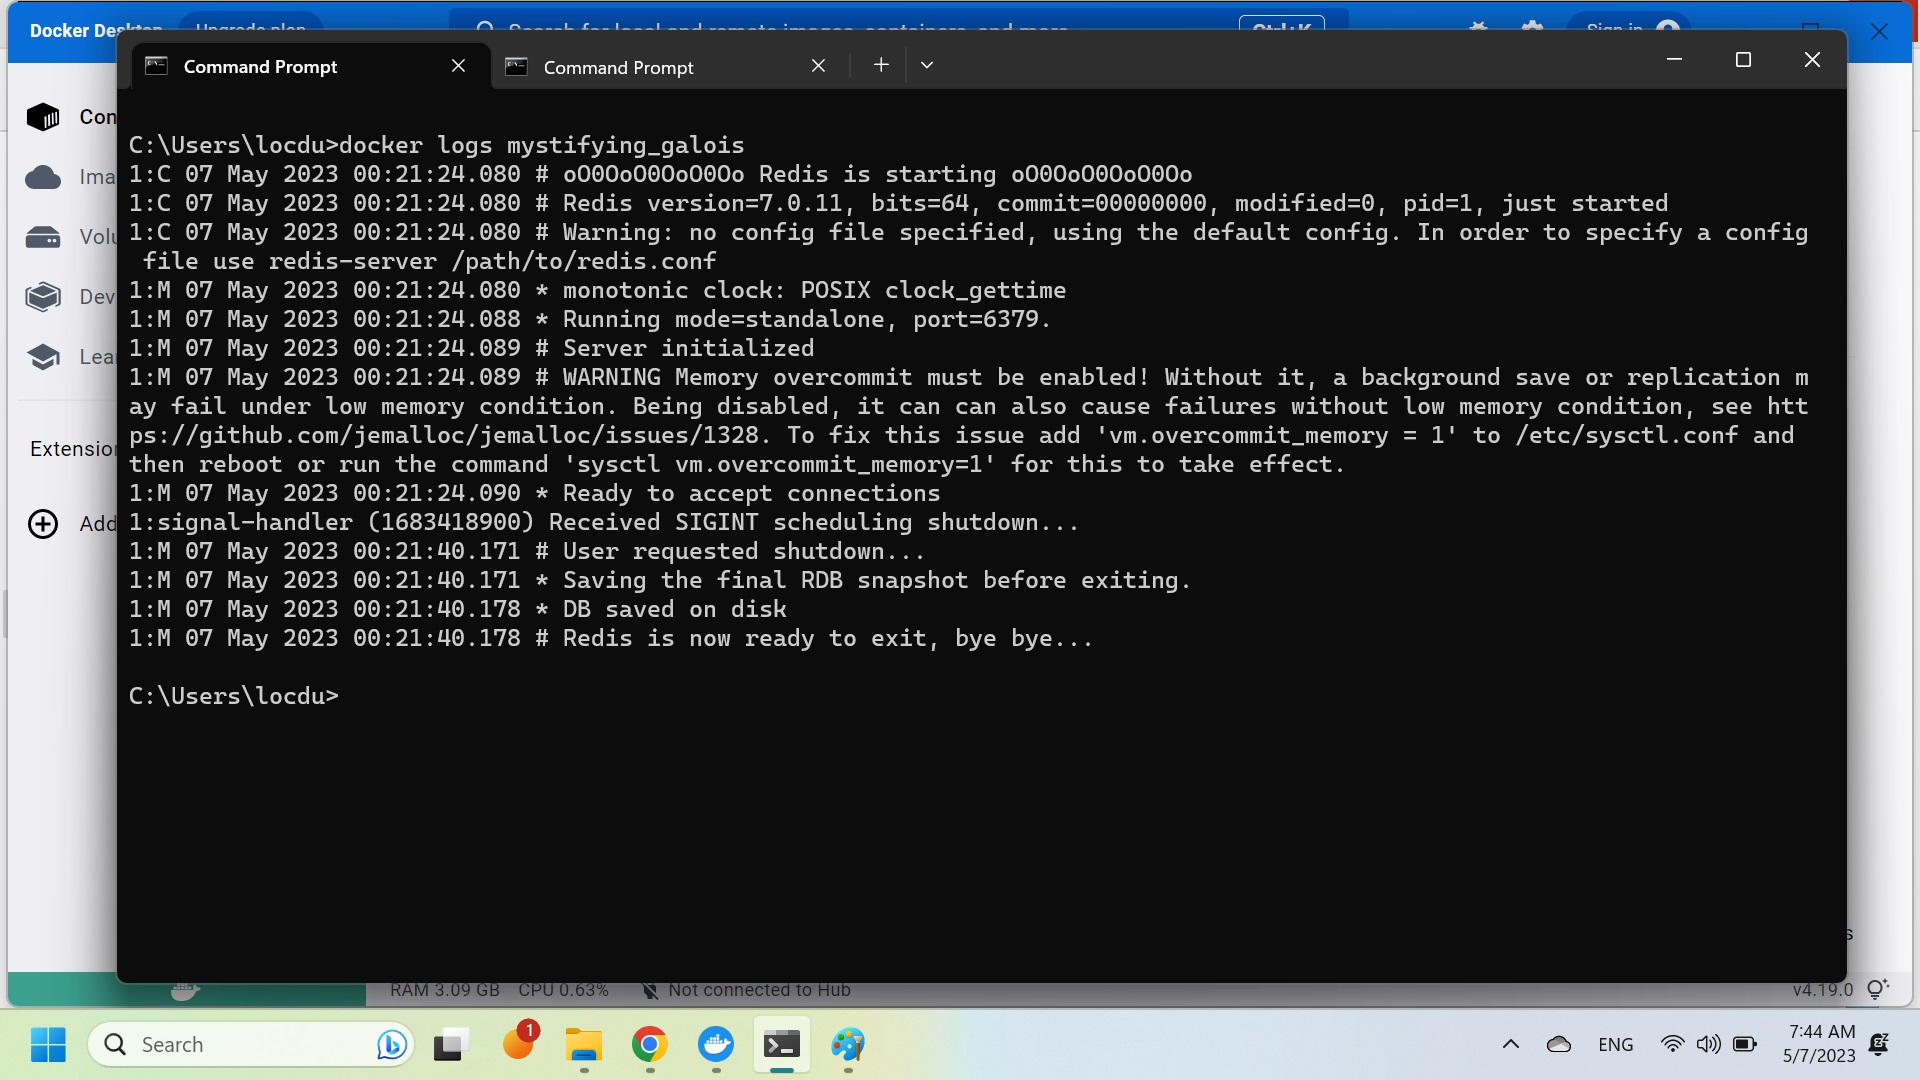 Docker Desktop Upgrade plan Search for local and remote images, containers, and more... Ctrl+K Sign in
Command Prompt Command Prompt
C:\Users\locdu>docker logs mystifying_galois
1:C 07 May 2023 00:21:24.080 # oO0OoO0OoO0Oo Redis is starting oO0OoO0OoO0Oo
1:C 07 May 2023 00:21:24.080 # Redis version=7.0.11, bits=64, commit=00000000, modified=0, pid=1, just started
1:C 07 May 2023 00:21:24.080 # Warning: no config file specified, using the default config. In order to specify a config
 file use redis-server /path/to/redis.conf
1:M 07 May 2023 00:21:24.080 * monotonic clock: POSIX clock_gettime
1:M 07 May 2023 00:21:24.088 * Running mode=standalone, port=6379.
1:M 07 May 2023 00:21:24.089 # Server initialized
1:M 07 May 2023 00:21:24.089 # WARNING Memory overcommit must be enabled! Without it, a background save or replication m
ay fail under low memory condition. Being disabled, it can can also cause failures without low memory condition, see htt
ps://github.com/jemalloc/jemalloc/issues/1328. To fix this issue add 'vm.overcommit_memory = 1' to /etc/sysctl.conf and
then reboot or run the command 'sysctl vm.overcommit_memory=1' for this to take effect.
1:M 07 May 2023 00:21:24.090 * Ready to accept connections
1:signal-handler (1683418900) Received SIGINT scheduling shutdown...
1:M 07 May 2023 00:21:40.171 # User requested shutdown...
1:M 07 May 2023 00:21:40.171 * Saving the final RDB snapshot before exiting.
1:M 07 May 2023 00:21:40.178 * DB saved on disk
1:M 07 May 2023 00:21:40.178 # Redis is now ready to exit, bye bye...
C:\Users\locdu>
Con
Ima
Volu
Dev
Lea
Extension
Add
s
RAM 3.09 GB CPU 0.63% Not connected to Hub v4.19.0
Search 1 ENG 7:44 AM
5/7/2023